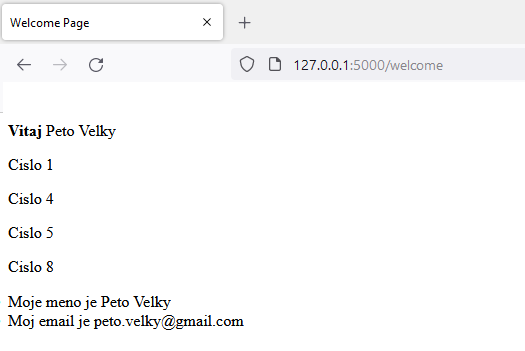 Welcome Page
127.0.0.1:5000/welcome
Vitaj Peto Velky
Cislo 1
Cislo 4
Cislo 5
Cislo 8
Moje meno je Peto Velky
Moj email je peto.velky@gmail.com